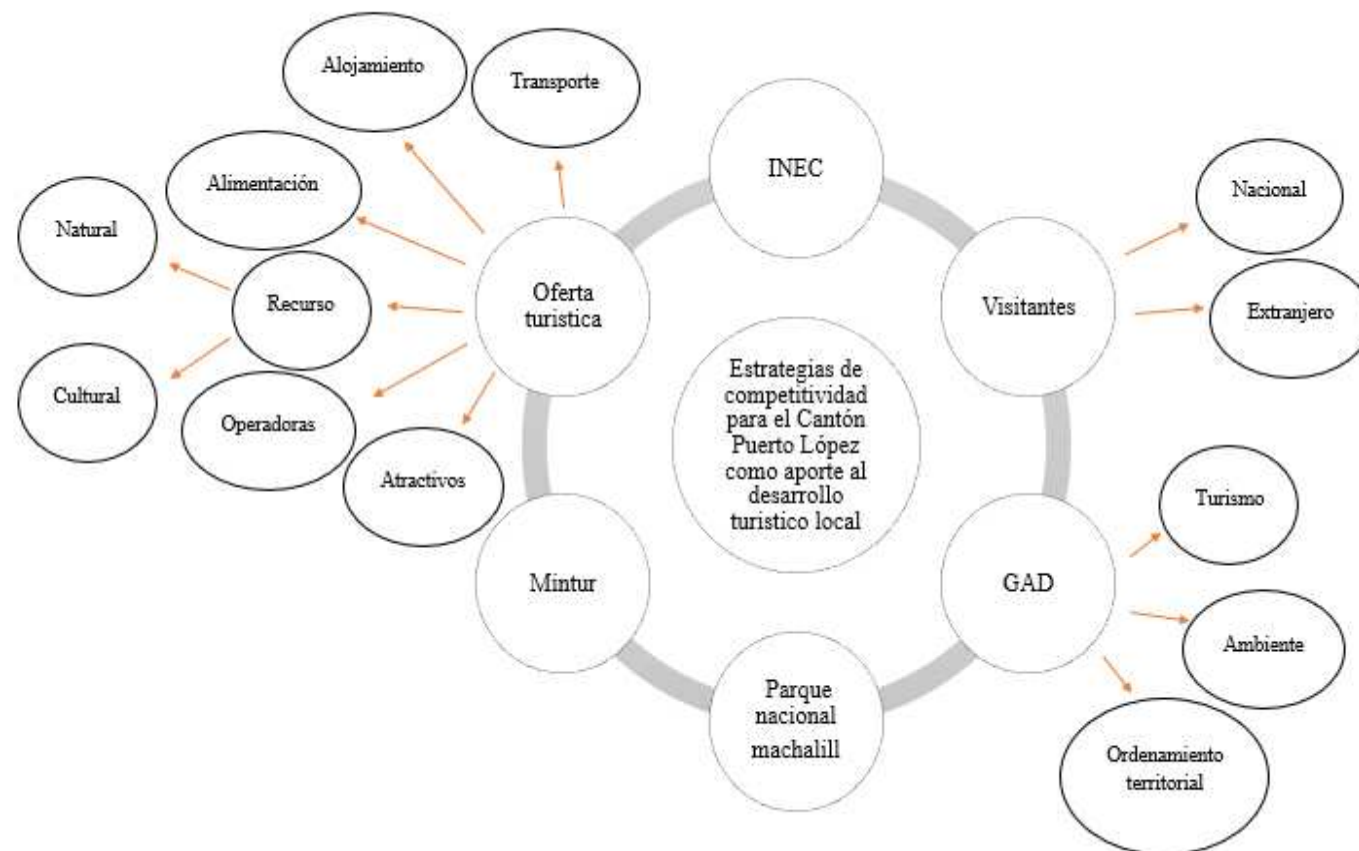 Alojamiento
Transporte
INEC
Alimentación
Nacional
Natural
Oferta
turistica
Recurso
Visitantes
Extranjero
Estrategias de
competitividad
para el Cantón
Puerto López
como aporte al
desarrollo
turistico local
Cultural
Operadoras
Atractivos
Turismo
Mintur
GAD
Ambiente
Parque
nacional
machalill
Ordenamiento
territorial